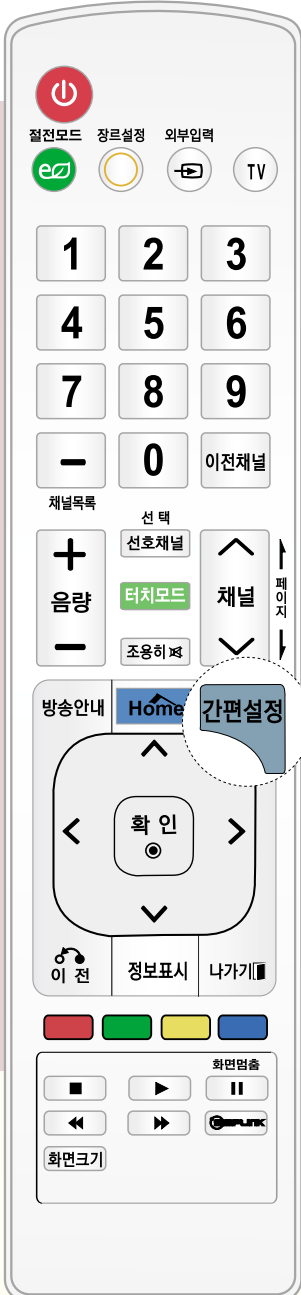 절전모드 장르설정 외부입력
eco TV
1 2 3
4 5 6
7 8 9
- 0 이전채널
채널목록
선 택
선호채널
+
음량
-
터치모드
조용히
채널
페이지
방송안내 Home 간편설정
확 인
이 전 정보표시 나가기
화면멈춤
화면크기